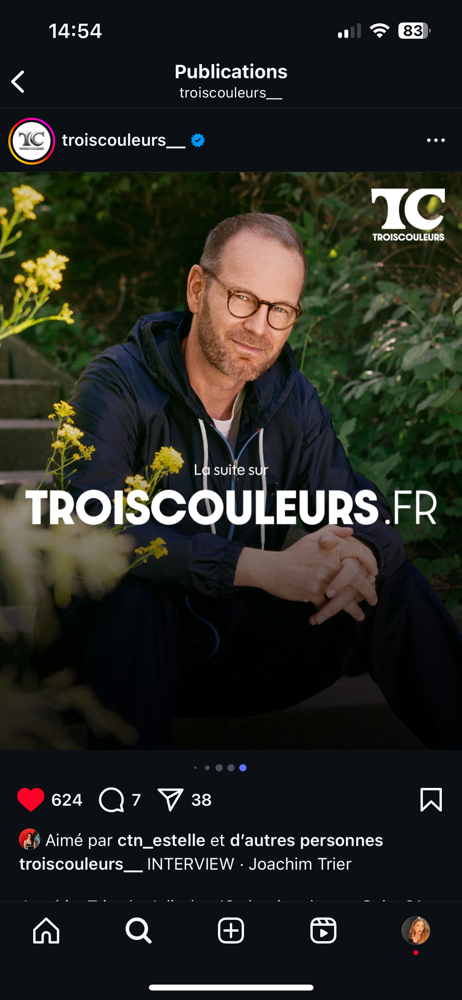 14:54
83
Publications
troiscouleurs__
TC
TROISCOULEURS
troiscouleurs__
TC
TROISCOULEURS
La suite sur
TROISCOULEURS.FR
624 7 38
Aimé par ctn_estelle et d’autres personnes
troiscouleurs__ INTERVIEW · Joachim Trier